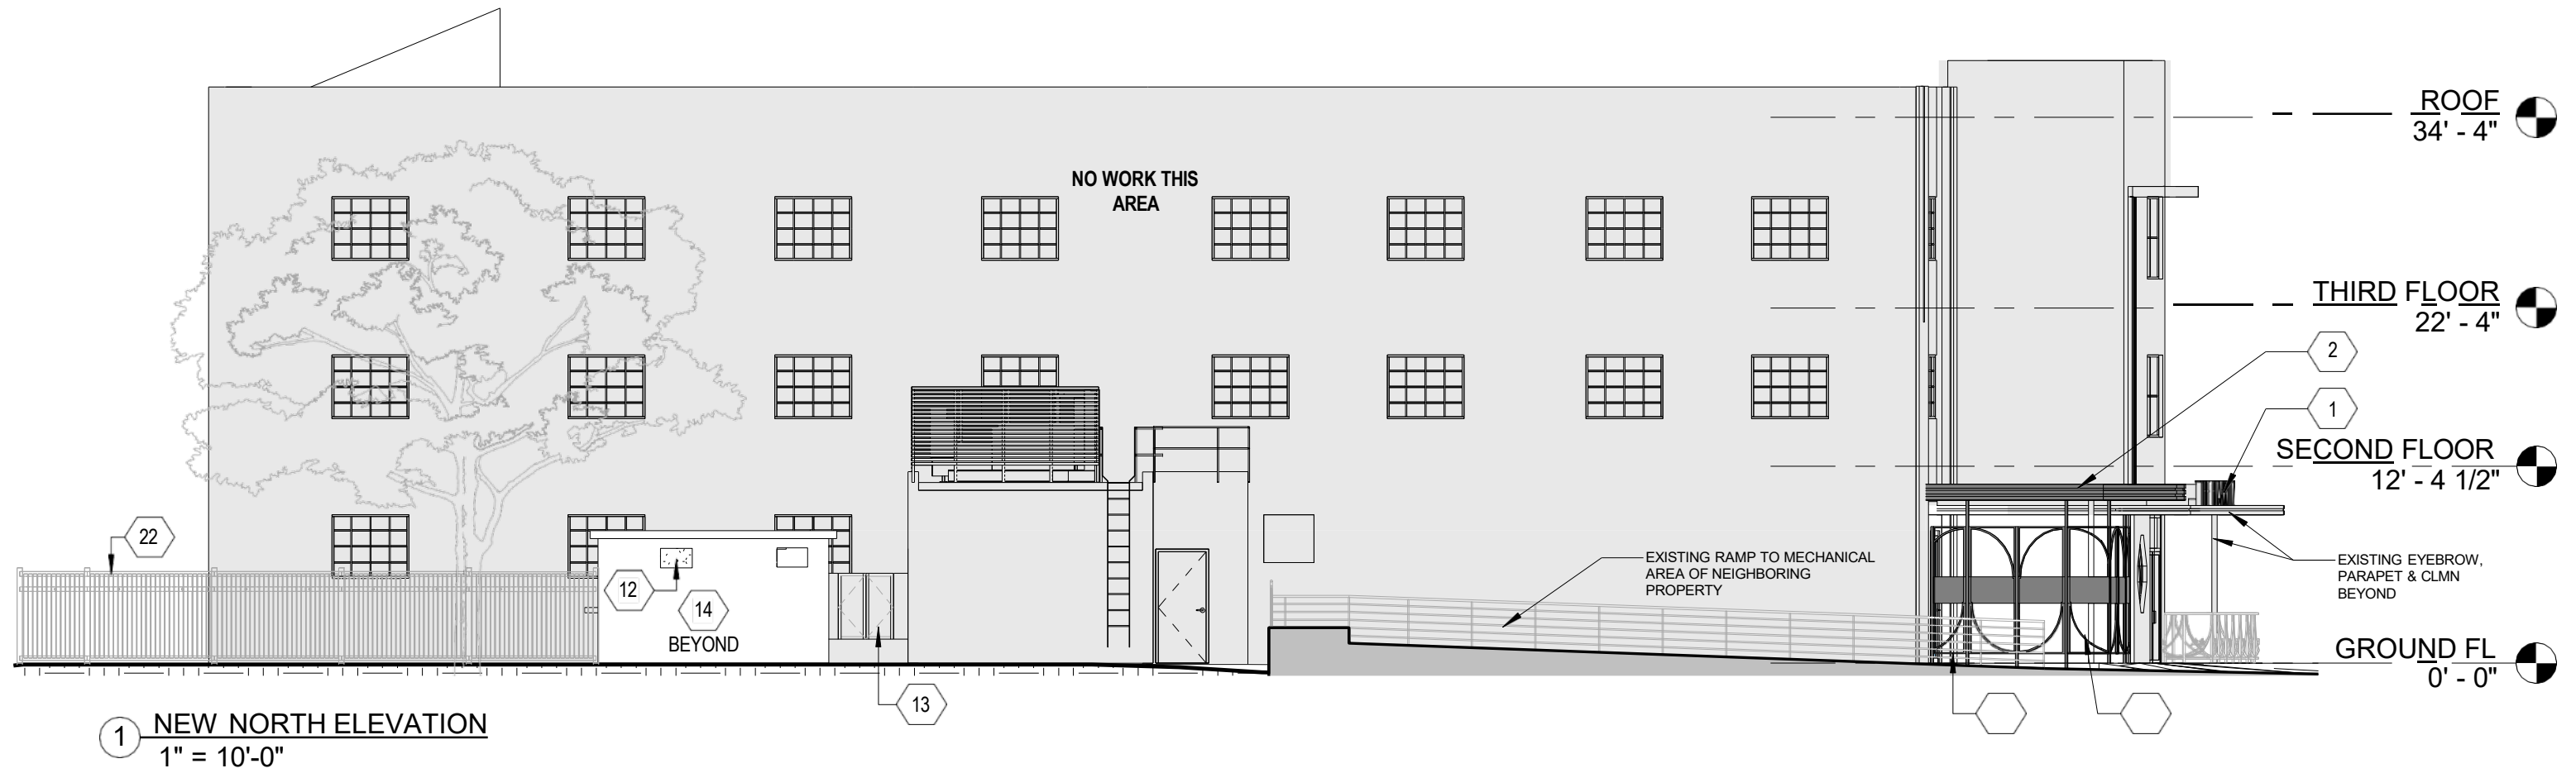 ROOF
34' - 4"
NO WORK THIS
AREA
THIRD FLOOR
22' - 4"
2
1
SECOND FLOOR
12' - 4 1/2"
22
EXISTING RAMP TO MECHANICAL
AREA OF NEIGHBORING
PROPERTY
EXISTING EYEBROW,
PARAPET & CLMN
BEYOND
12
14
BEYOND
GROUND FL
0' - 0"
13
1 NEW NORTH ELEVATION
1" = 10'-0"